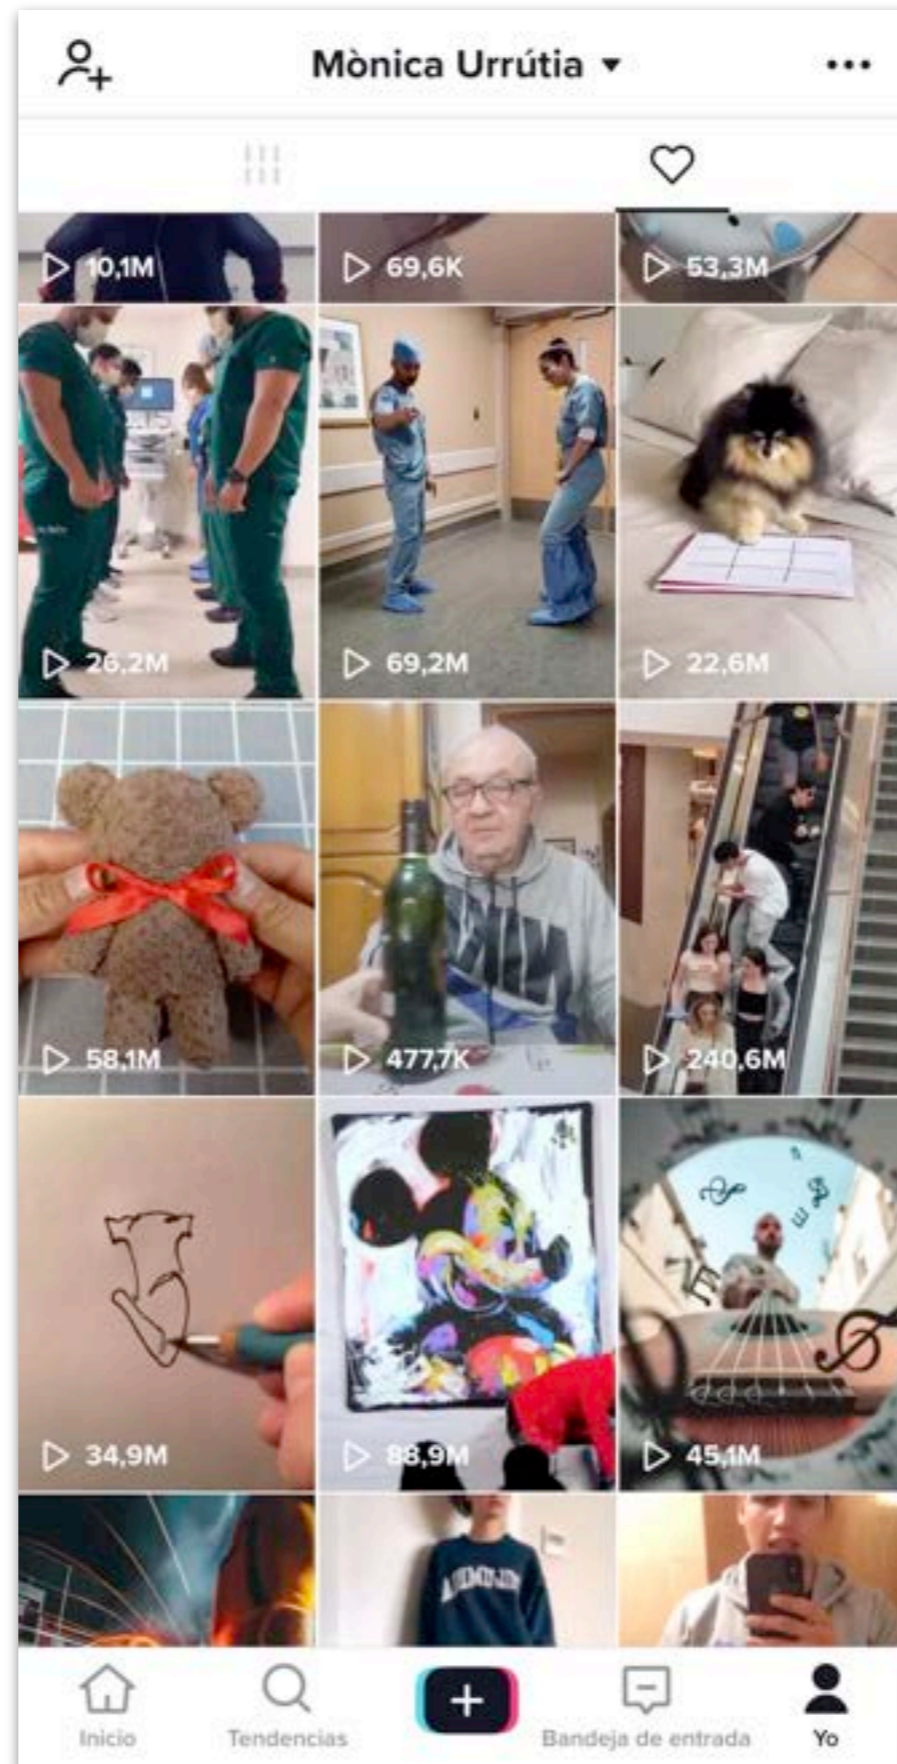 Mònica Urrútia
10,1M 69,6K 53,3M
26,2M 69,2M 22,6M
58,1M 477,7K 240,6M
34,9M 88,9M 45,1M
Inicio Tendencias Bandeja de entrada Yo